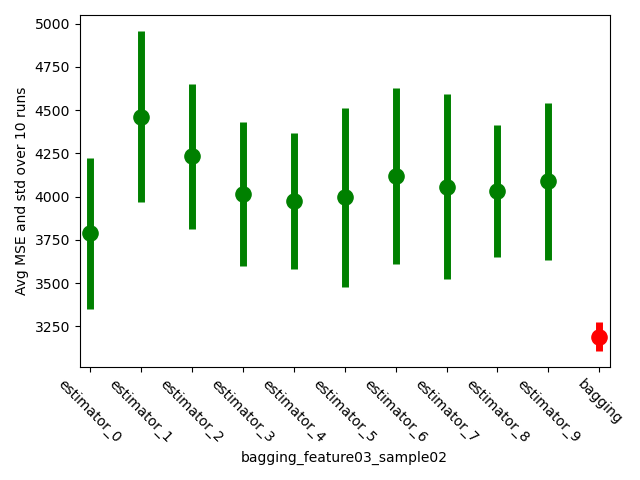 5000
4750
4500
4250
4000
3750
3500
3250
Avg MSE and std over 10 runs
estimator_0
estimator_1
estimator_2
estimator_3
estimator_4
estimator_5
estimator_6
estimator_7
estimator_8
estimator_9
bagging
bagging_feature03_sample02